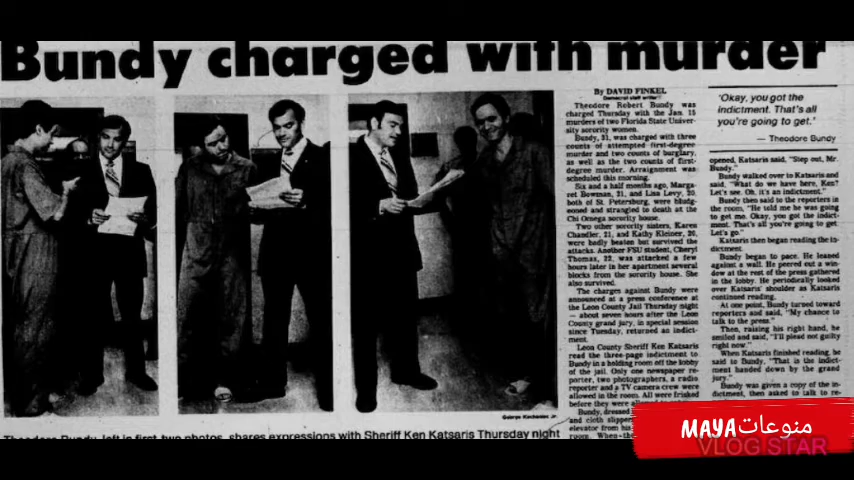 Bundy charged with murder
By DAVID FINKEL
Democrat staff writer
Theodore Robert Bundy was
charged Thursday with the Jan. 15
murders of two Florida State Univer-
sity sorority women.
Bundy, 31, was charged with three
counts of attempted first-degree
murder and two counts of burglary,
as well as the two counts of first-
degree murder. Arraignment was
scheduled this morning.
Six and a half months ago, Marga-
ret Bowman, 21, and Lisa Levy, 20,
both of St. Petersburg, were bludg-
eoned and strangled to death at the
Chi Omega sorority house.
Two other sorority sisters, Karen
Chandler, 21, and Kathy Kleiner, 20,
were badly beaten but survived the
attacks. Another FSU student, Cheryl
Thomas, 22, was attacked a few
hours later in her apartment several
blocks from the sorority house. She
also survived.
The charges against Bundy were
announced at a press conference at
the Leon County Jail Thursday night
— about seven hours after the Leon
County grand jury, in special session
since Tuesday, returned an indict-
ment.
Leon County Sheriff Ken Katsaris
read the three-page indictment to
Bundy in a holding room off the lobby
of the jail. Only one newspaper re-
porter, two photographers, a radio
reporter and a TV camera crew were
allowed in the room. All were frisked
before they were
Bundy, dressed
and cloth slippe
elevator from his
room. When the
'Okay, you got the
indictment. That's all
you're going to get.'
— Theodore Bundy
opened, Katsaris said, "Step out, Mr.
Bundy."
Bundy walked over to Katsaris and
said, "What do we have here, Ken?
Let's see. Oh, it's an indictment."
Bundy then said to the reporters in
the room, "He told me he was going
to get me. Okay, you got the indict-
ment. That's all you're going to get.
Let's go."
Katsaris then began reading the in-
dictment.
Bundy began to pace. He leaned
against a wall. He peered out a win-
dow at the rest of the press gathered
in the lobby. He periodically looked
over Katsaris' shoulder as Katsaris
continued reading.
At one point, Bundy turned toward
reporters and said, "My chance to
talk to the press."
Then, raising his right hand, he
smiled and said, "I'll plead not guilty
right now."
When Katsaris finished reading, he
said to Bundy, "That is the indict-
ment handed down by the grand
jury."
Bundy was given a copy of the in-
dictment, then asked to talk to re-
Theodore Bundy, left in first two photos, shares expressions with Sheriff Ken Katsaris Thursday night
منوعات MAYA
VLOG STAR